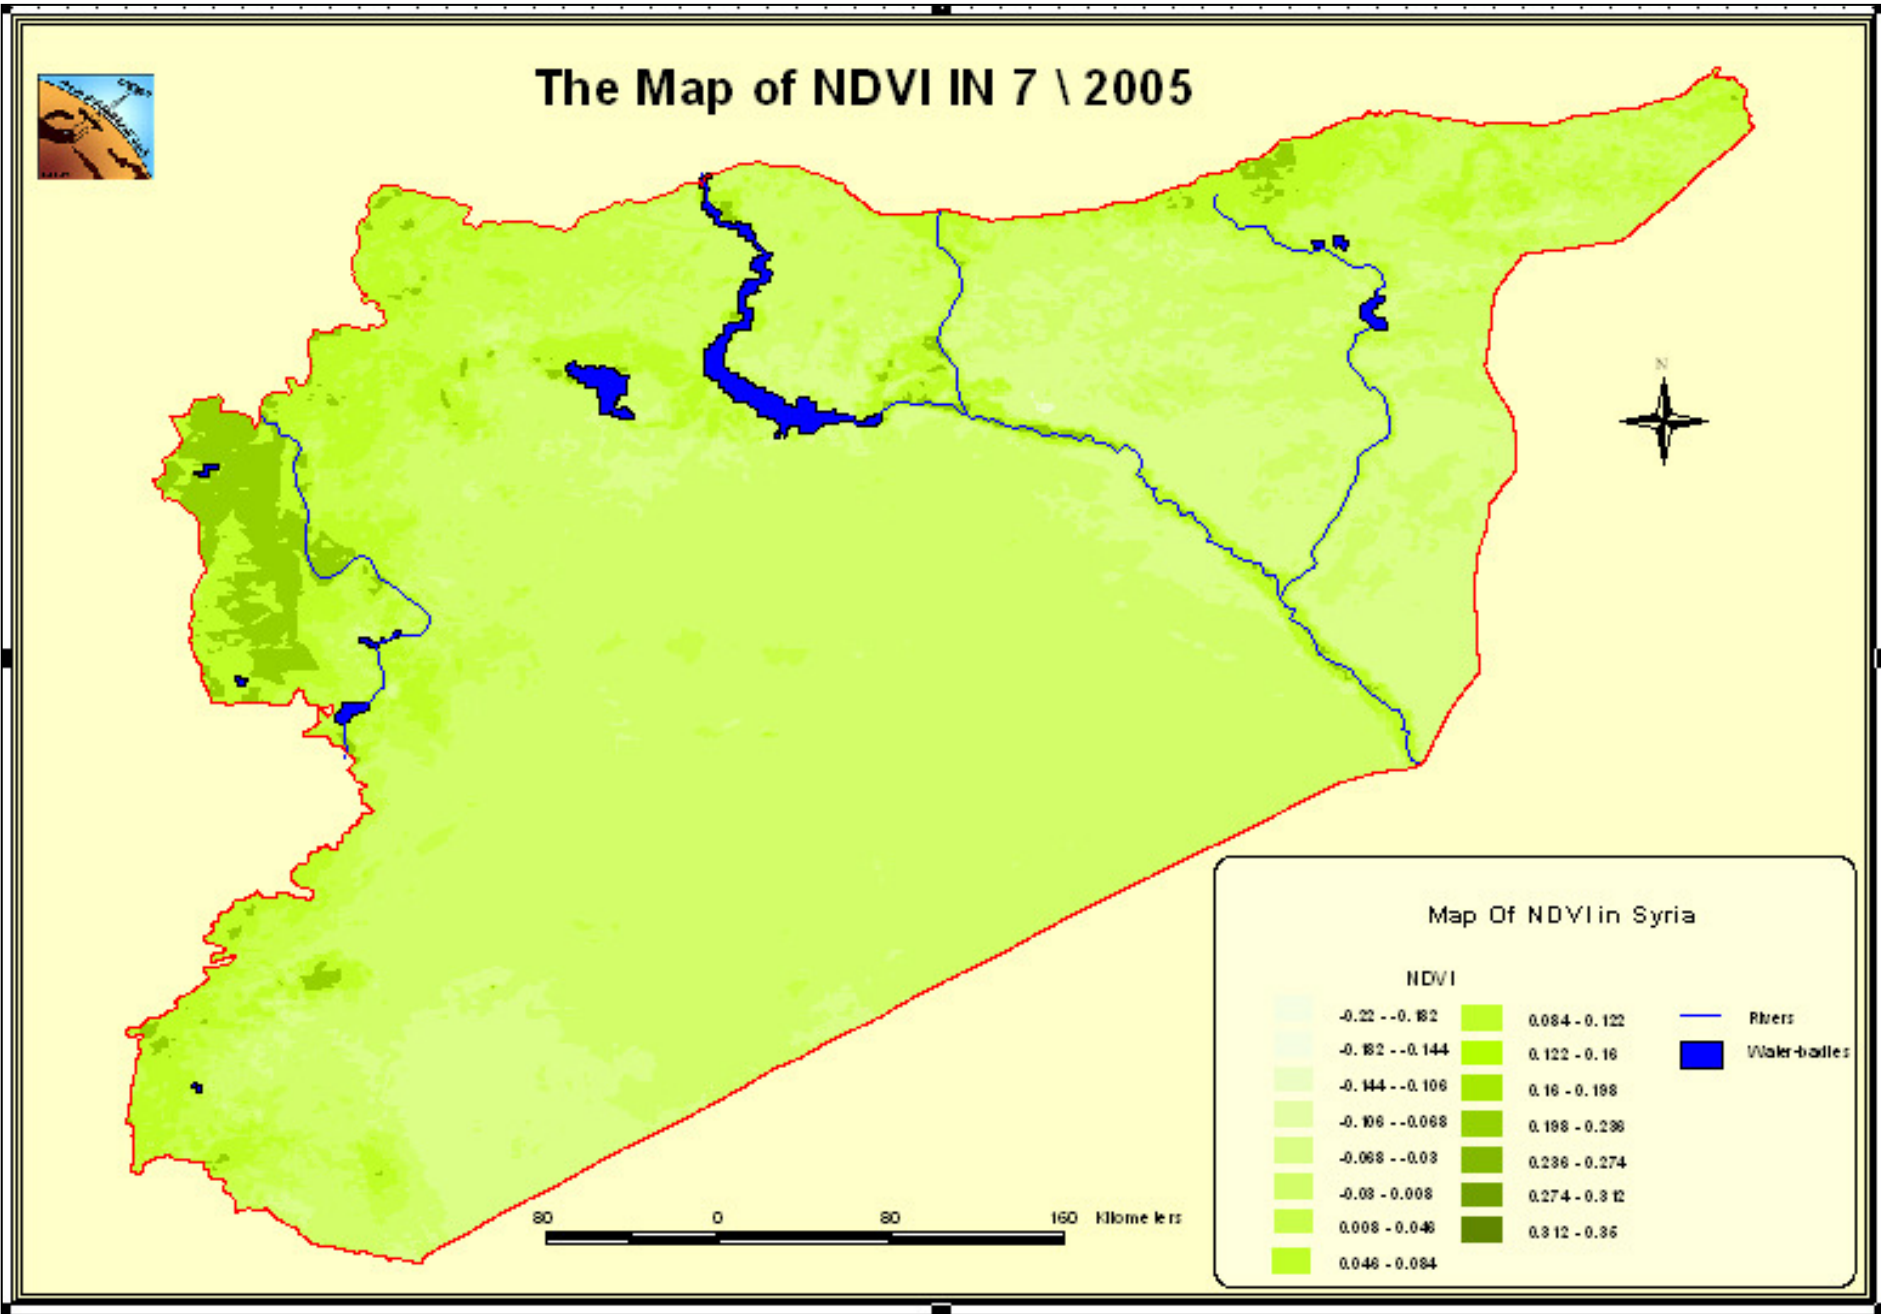 The Map of NDVI IN 7 \ 2005
N
Map Of NDVI in Syria
NDVI
-0.22 - -0.182
-0.182 - -0.144
-0.144 - -0.106
-0.106 - -0.068
-0.068 - -0.03
-0.03 - 0.008
0.008 - 0.046
0.046 - 0.084
0.084 - 0.122
0.122 - 0.16
0.16 - 0.198
0.198 - 0.236
0.236 - 0.274
0.274 - 0.312
0.312 - 0.35
Rivers
Water-badies
80 0 80 160 Kilometers